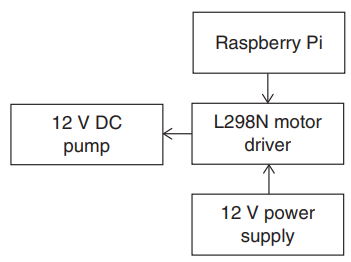 Raspberry Pi
12 V DC
pump
L298N motor
driver
12 V power
supply